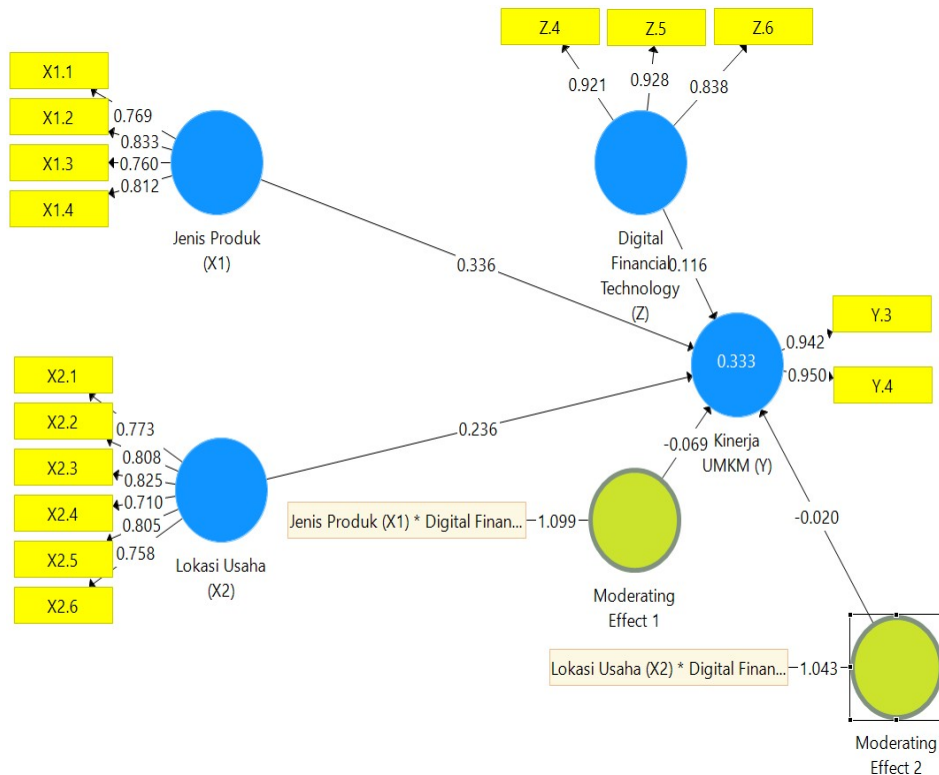 Z.4
Z.5
Z.6
0.921
0.928
0.838
X1.1
X1.2
X1.3
X1.4
0.769
0.833
0.760
0.812
Jenis Produk
(X1)
Digital
Financial
Technology
(Z)
0.336
0.116
Y.3
Y.4
0.942
0.950
0.333
Kinerja
UMKM (Y)
X2.1
X2.2
X2.3
X2.4
X2.5
X2.6
0.773
0.808
0.825
0.710
0.805
0.758
Lokasi Usaha
(X2)
0.236
-0.069
-0.020
Jenis Produk (X1) * Digital Finan...
1.099
Moderating
Effect 1
Lokasi Usaha (X2) * Digital Finan...
1.043
Moderating
Effect 2